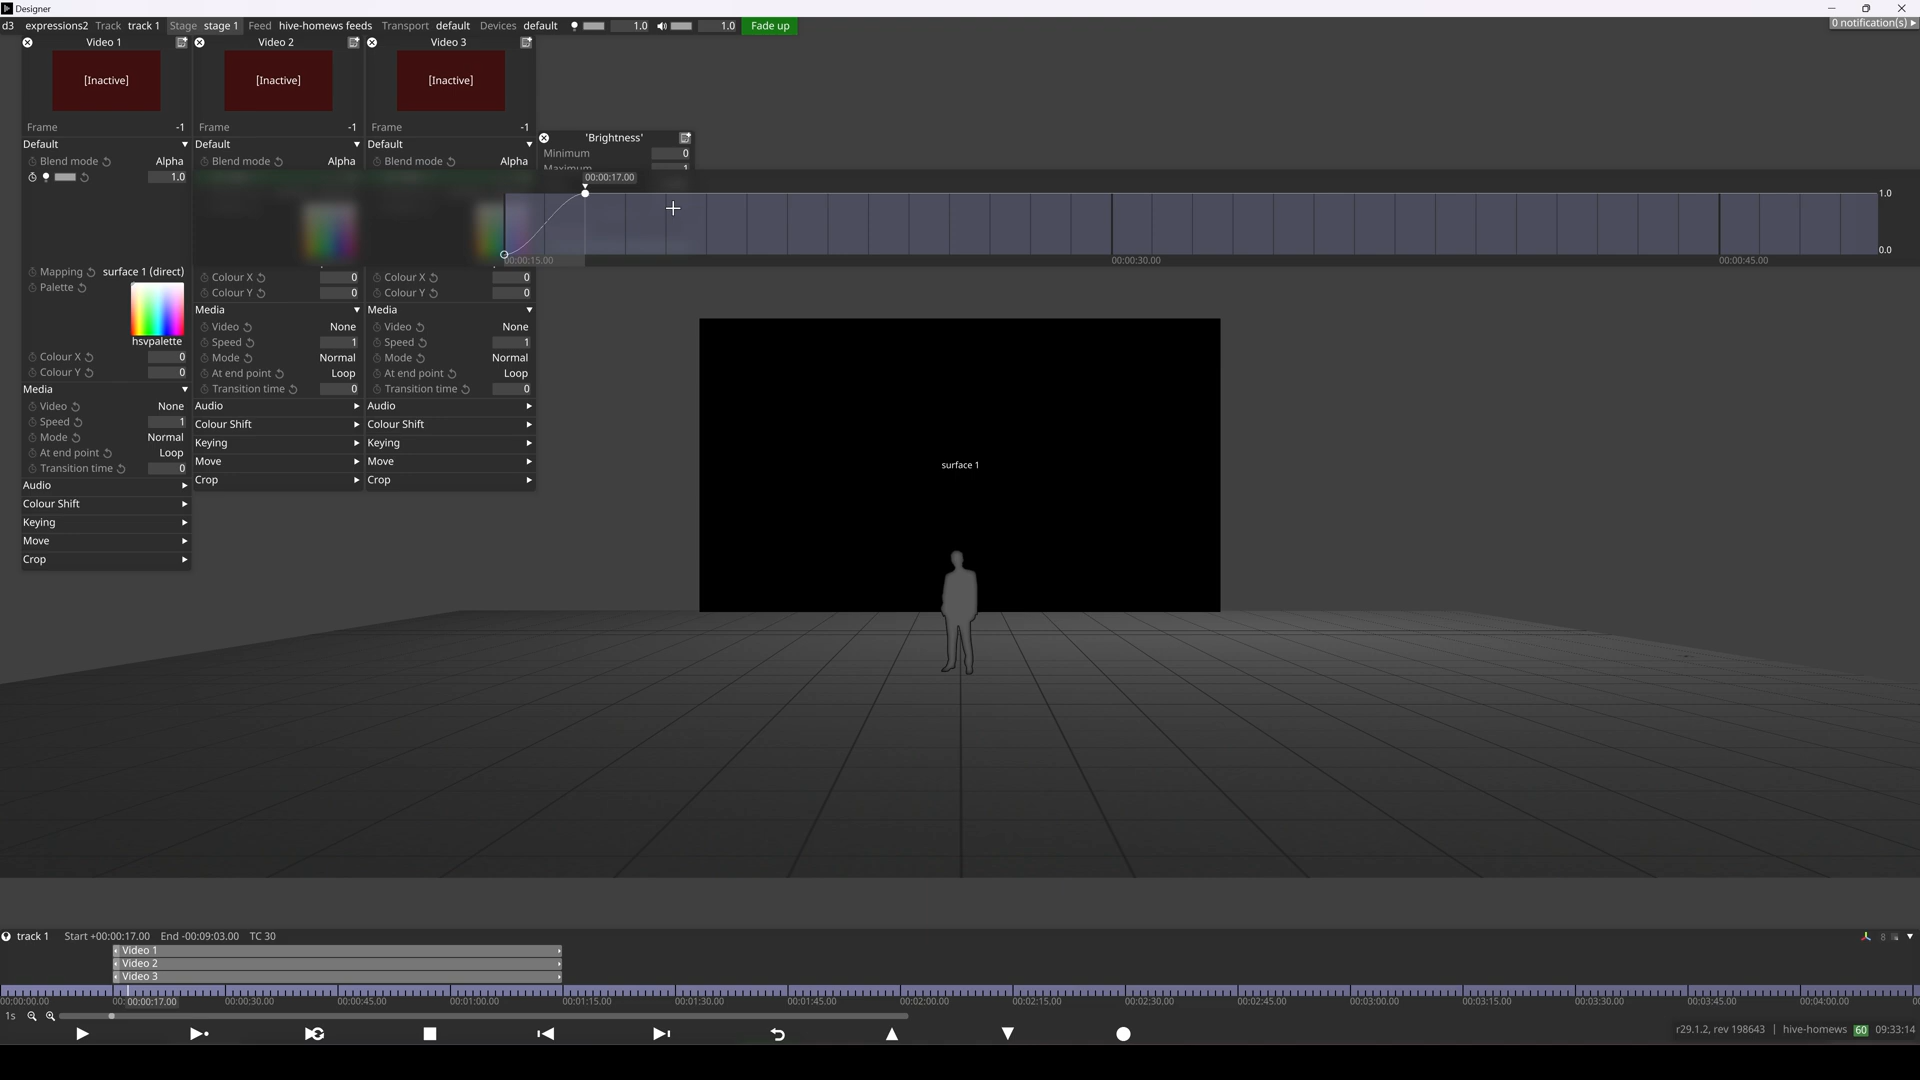 Designer
d3 expressions2 Track track 1 Stage stage 1 Feed hive-homews feeds Transport default Devices default 1.0 1.0 Fade up
0 notification(s)
Video 1
[Inactive]
Frame -1
Default
Blend mode Alpha
1.0
Mapping surface 1 (direct)
Palette
hsvpalette
Colour X 0
Colour Y 0
Media
Video None
Speed 1
Mode Normal
At end point Loop
Transition time 0
Audio
Colour Shift
Keying
Move
Crop
Video 2
[Inactive]
Frame -1
Default
Blend mode Alpha
Colour X 0
Colour Y 0
Media
Video None
Speed 1
Mode Normal
At end point Loop
Transition time 0
Audio
Colour Shift
Keying
Move
Crop
Video 3
[Inactive]
Frame -1
Default
Blend mode Alpha
Colour X 0
Colour Y 0
Media
Video None
Speed 1
Mode Normal
At end point Loop
Transition time 0
Audio
Colour Shift
Keying
Move
Crop
'Brightness'
Minimum 0
Maximum 1
00:00:17.00
1.0
0.0
00:00:15.00 00:00:30.00 00:00:45.00
surface 1
track 1 Start +00:00:17.00 End -00:09:03.00 TC 30
8
Video 1
Video 2
Video 3
00:00:00.00 00:00:17.00 00:00:30.00 00:00:45.00 00:01:00.00 00:01:15.00 00:01:30.00 00:01:45.00 00:02:00.00 00:02:15.00 00:02:30.00 00:02:45.00 00:03:00.00 00:03:15.00 00:03:30.00 00:03:45.00 00:04:00.00
1s
r29.1.2, rev 198643 | hive-homews 60 09:33:14